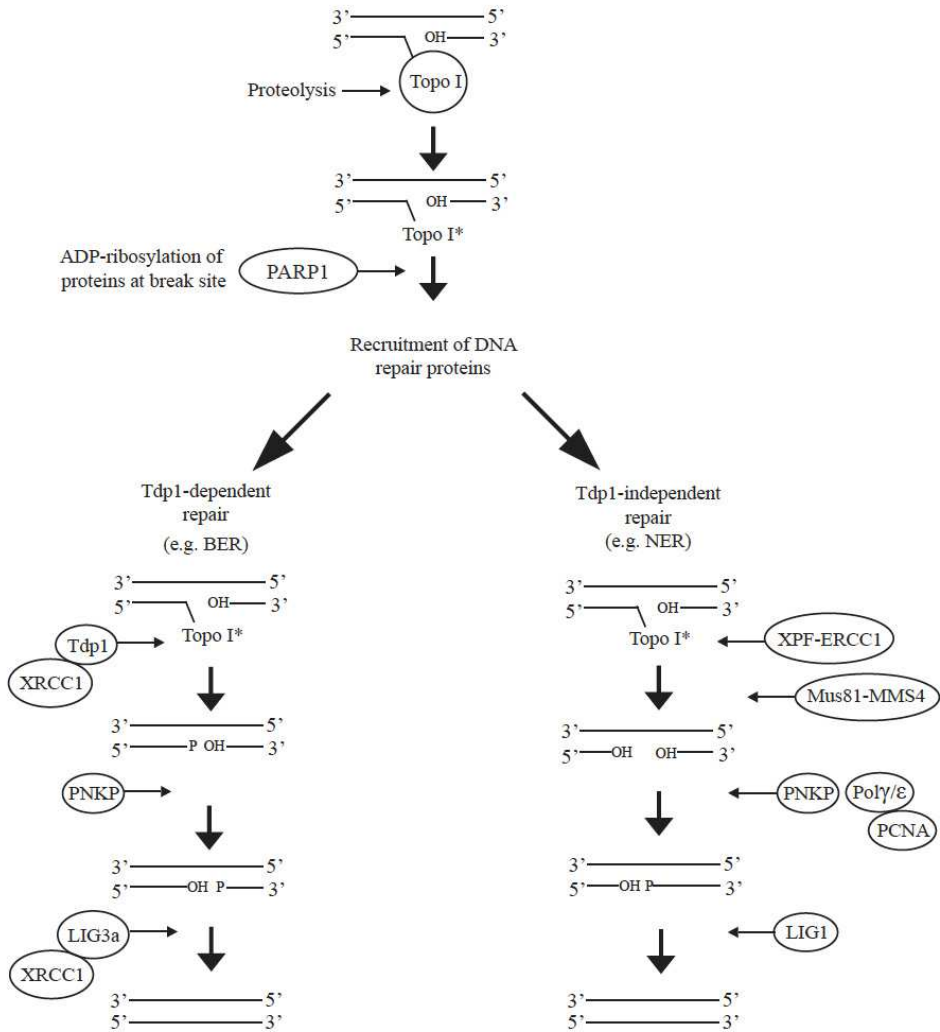 3’ 5’
5’ OH 3’
Topo I
Proteolysis
3’ 5’
5’ OH 3’
Topo I*
ADP-ribosylation of
proteins at break site
PARP1
Recruitment of DNA
repair proteins
Tdp1-dependent
repair
(e.g. BER)
3’ 5’
5’ OH 3’
Topo I*
Tdp1
XRCC1
3’ 5’
5’ P OH 3’
PNKP
3’ 5’
5’ OH P 3’
LIG3a
XRCC1
3’ 5’
5’ 3’
Tdp1-independent
repair
(e.g. NER)
3’ 5’
5’ OH 3’
Topo I*
XPF-ERCC1
Mus81-MMS4
3’ 5’
5’ OH OH 3’
PNKP Polγ/ε
PCNA
3’ 5’
5’ OH P 3’
LIG1
3’ 5’
5’ 3’